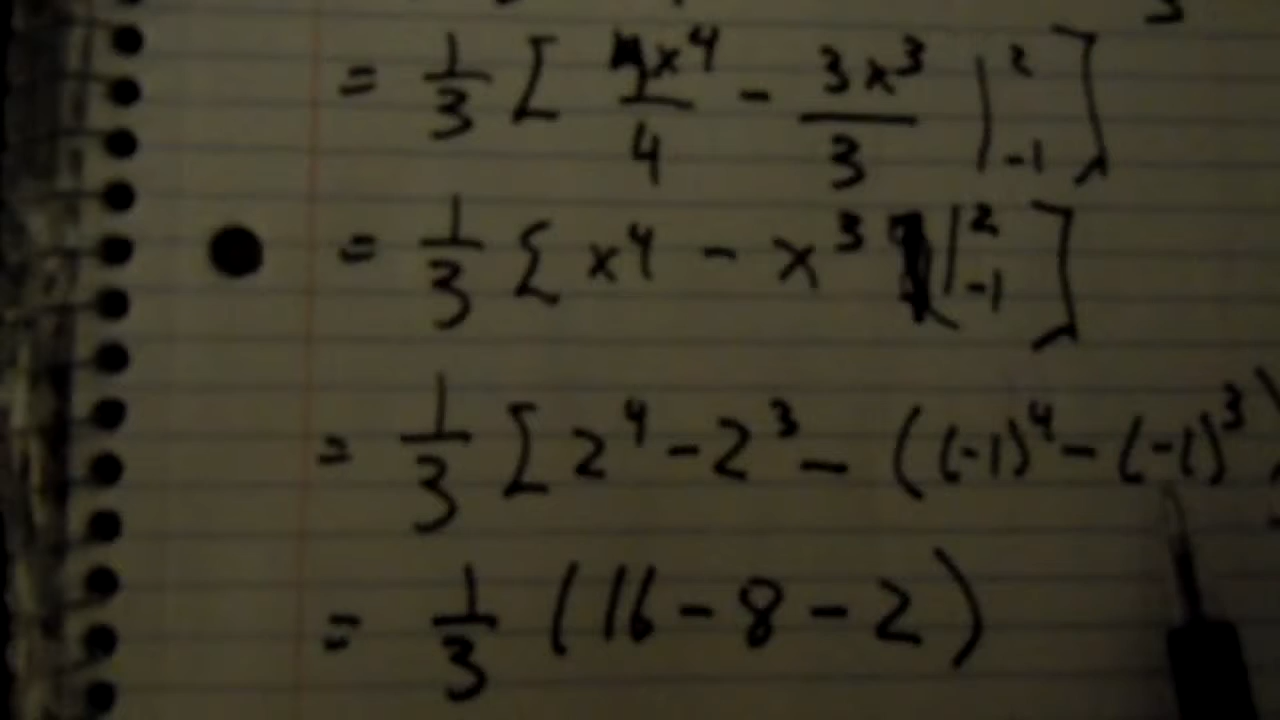 = 1/3 [ 4x^4/4 - 3x^3/3 |_{-1}^{2} ]
= 1/3 [ x^4 - x^3 |_{-1}^{2} ]
= 1/3 [ 2^4 - 2^3 - ( (-1)^4 - (-1)^3 )
= 1/3 ( 16 - 8 - 2 )